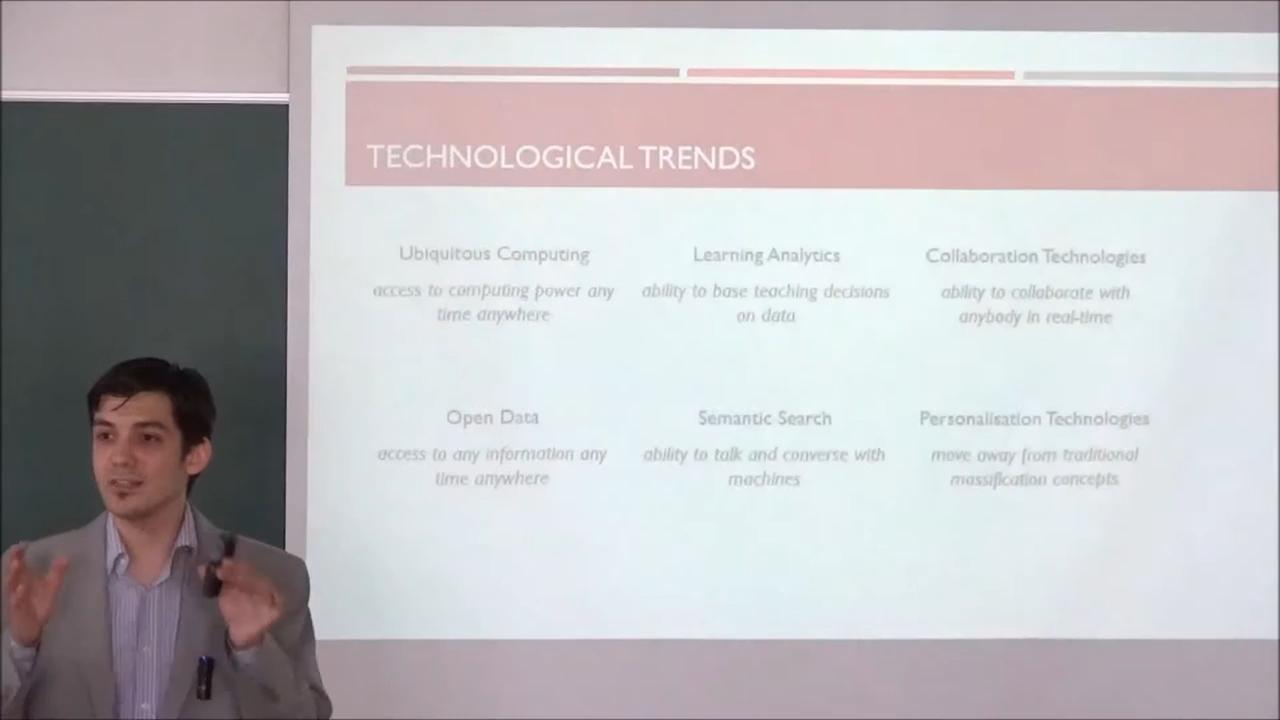 TECHNOLOGICAL TRENDS
Ubiquitous Computing
access to computing power any
time anywhere
Learning Analytics
ability to base teaching decisions
on data
Collaboration Technologies
ability to collaborate with
anybody in real-time
Open Data
access to any information any
time anywhere
Semantic Search
ability to talk and converse with
machines
Personalisation Technologies
move away from traditional
massification concepts